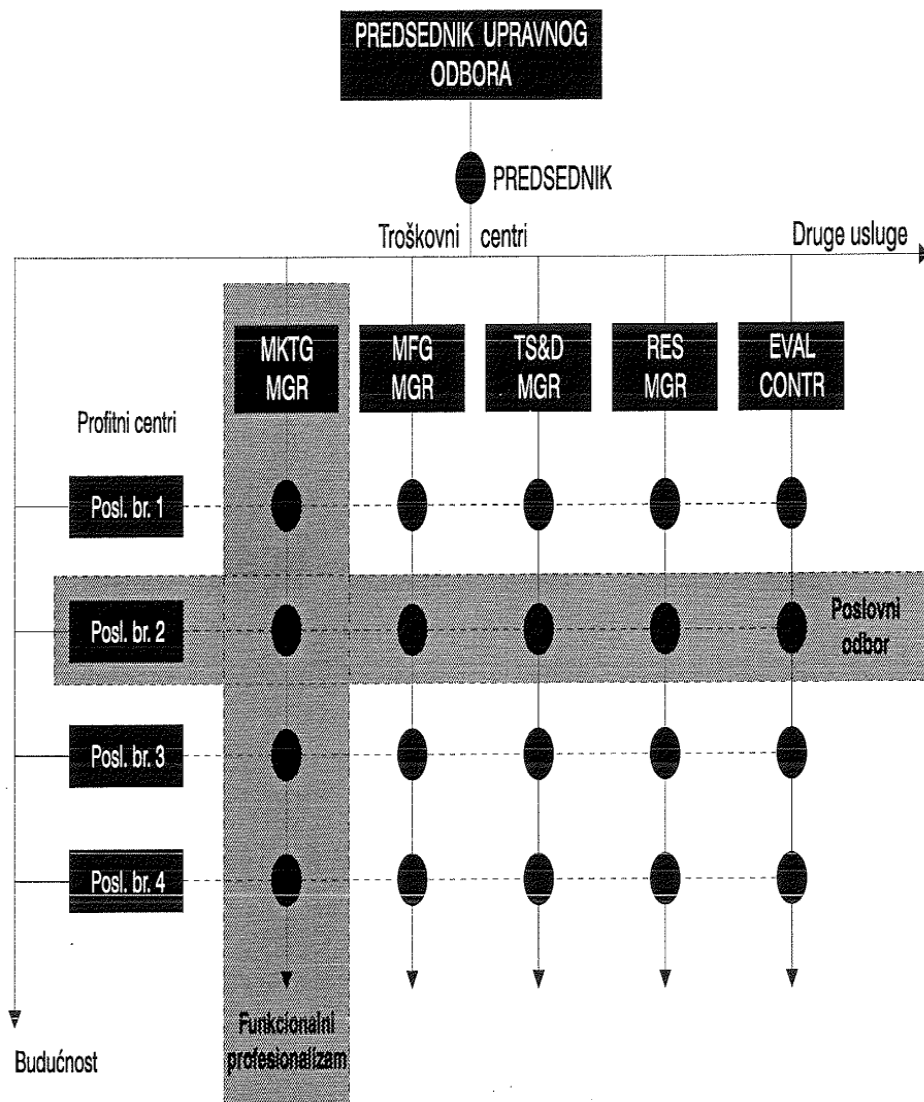 PREDSEDNIK UPRAVNOG
ODBORA
PREDSEDNIK
Troškovni centri
Druge usluge
MKTG
MGR
MFG
MGR
TS&D
MGR
RES
MGR
EVAL
CONTR
Profitni centri
Posl. br. 1
Posl. br. 2
Poslovni
odbor
Posl. br. 3
Posl. br. 4
Funkcionalni
profesionalizam
Budućnost